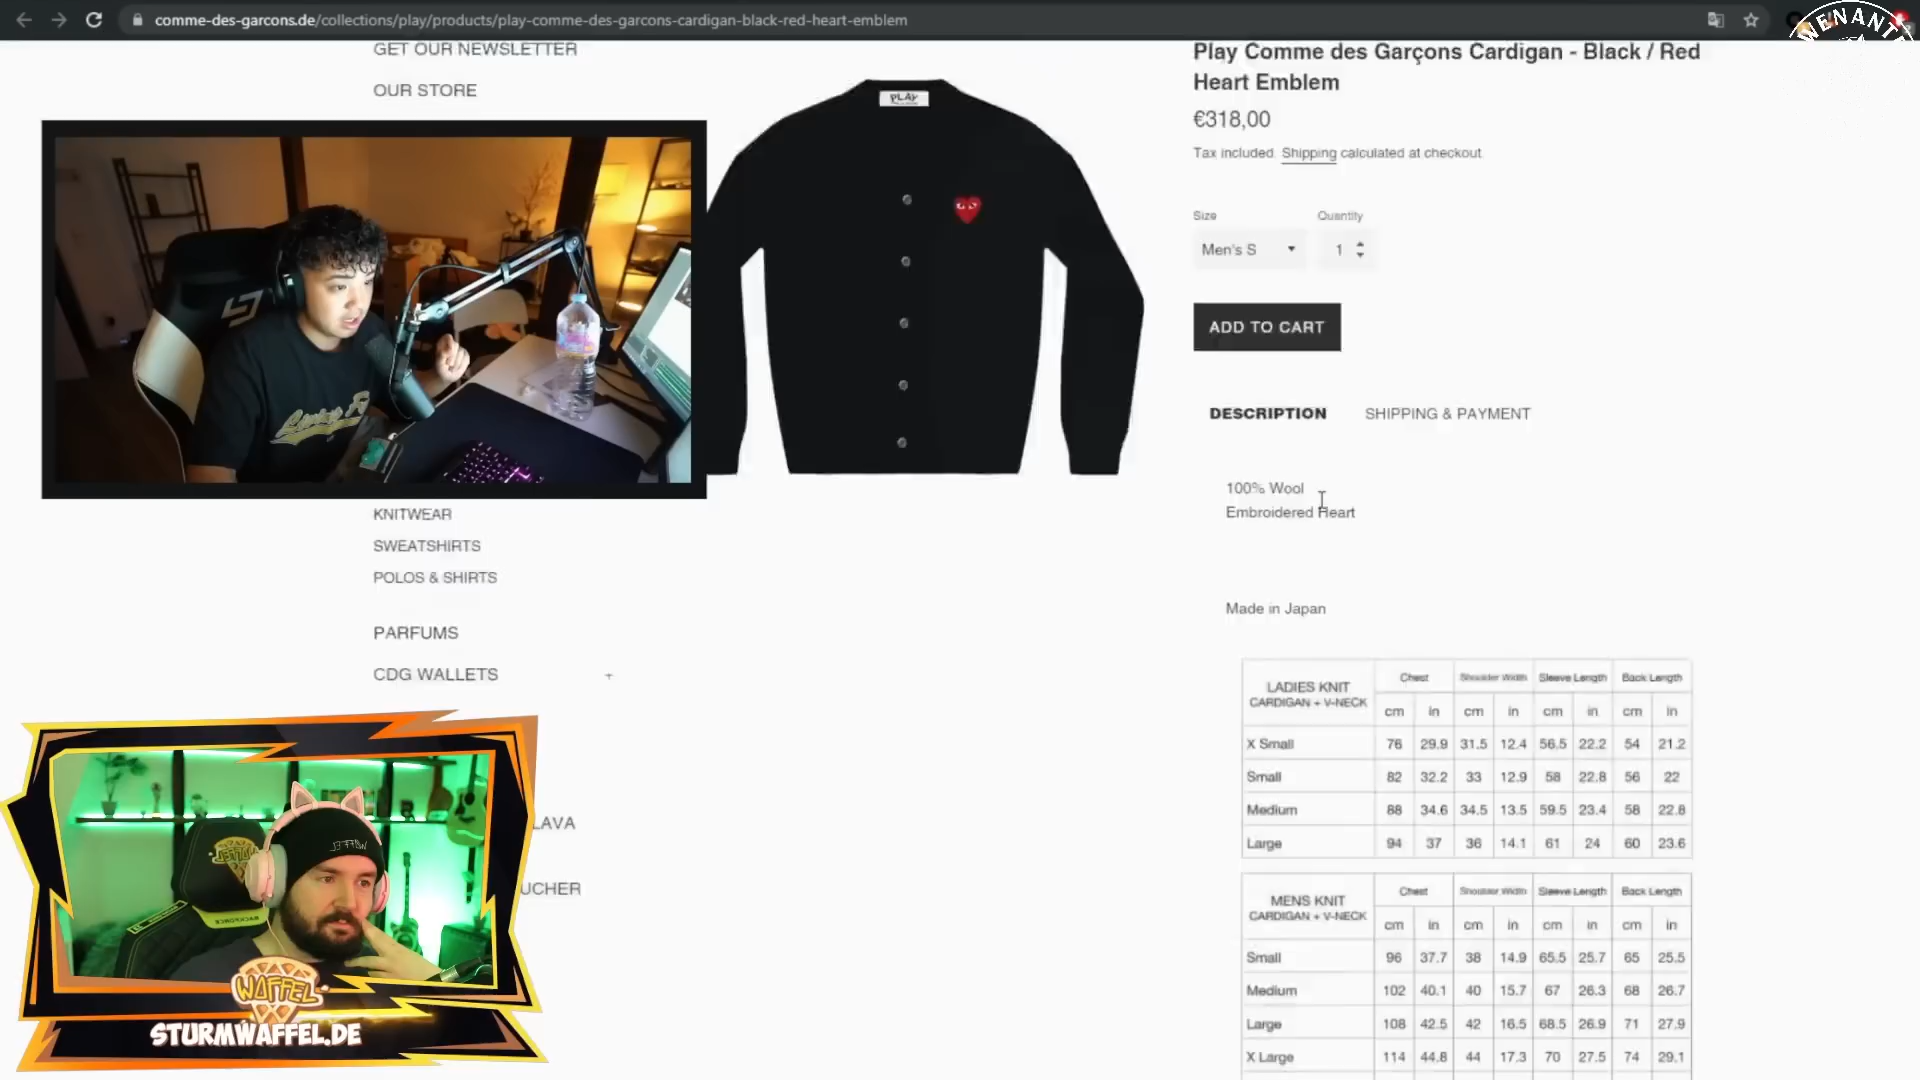 comme-des-garcons.de/collections/play/products/play-comme-des-garcons-cardigan-black-red-heart-emblem
WENANT
GET OUR NEWSLETTER
OUR STORE
KNITWEAR
SWEATSHIRTS
POLOS & SHIRTS
PARFUMS
CDG WALLETS +
LAVA
UCHER
PLAY
Play Comme des Garçons Cardigan - Black / Red
Heart Emblem
€318,00
Tax included. Shipping calculated at checkout
Size Quantity
Men's S 1
ADD TO CART
DESCRIPTION SHIPPING & PAYMENT
100% Wool
Embroidered Heart
Made in Japan
LADIES KNIT
CARDIGAN + V-NECK
Chest Shoulder Width Sleeve Length Back Length
cm in cm in cm in cm in
X Small 76 29.9 31.5 12.4 56.5 22.2 54 21.2
Small 82 32.2 33 12.9 58 22.8 56 22
Medium 88 34.6 34.5 13.5 59.5 23.4 58 22.8
Large 94 37 36 14.1 61 24 60 23.6
MENS KNIT
CARDIGAN + V-NECK
Chest Shoulder Width Sleeve Length Back Length
cm in cm in cm in cm in
Small 96 37.7 38 14.9 65.5 25.7 65 25.5
Medium 102 40.1 40 15.7 67 26.3 68 26.7
Large 108 42.5 42 16.5 68.5 26.9 71 27.9
X Large 114 44.8 44 17.3 70 27.5 74 29.1
WAFFEL
WAFFEL
WAFFEL
STURMWAFFEL.DE